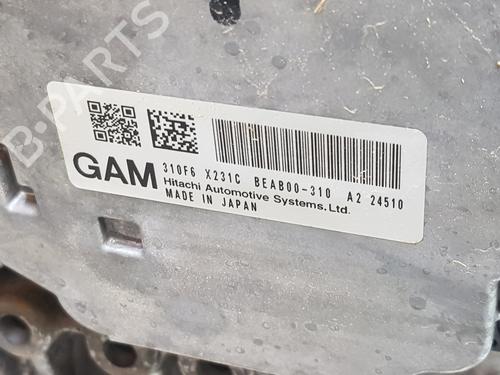 B-PARTS
GAM 310F6 X231C BEAB00-310 A2 24510
Hitachi Automotive Systems,Ltd.
MADE IN JAPAN